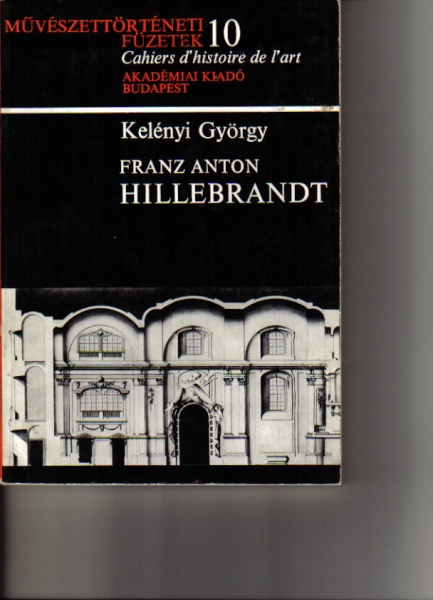 MŰVÉSZETTÖRTÉNETI
FÜZETEK 10
Cahiers d'histoire de l'art
AKADÉMIAI KIADÓ
BUDAPEST
Kelényi György
FRANZ ANTON
HILLEBRANDT